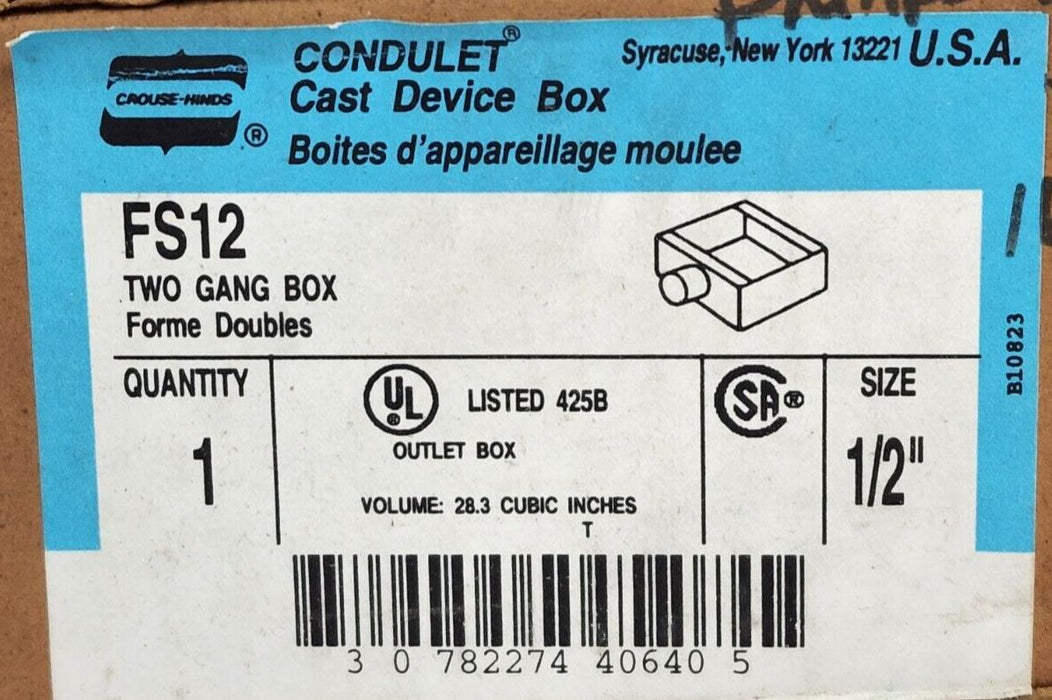 CROUSE-HINDS ®
CONDULET®
Cast Device Box
Boites d'appareillage moulee
Syracuse, New York 13221 U.S.A.
FS12
TWO GANG BOX
Forme Doubles
QUANTITY
1
UL ®
LISTED 425B
OUTLET BOX
VOLUME: 28.3 CUBIC INCHES
T
SA ®
SIZE
1/2"
B10823
3 0 782274 40640 5